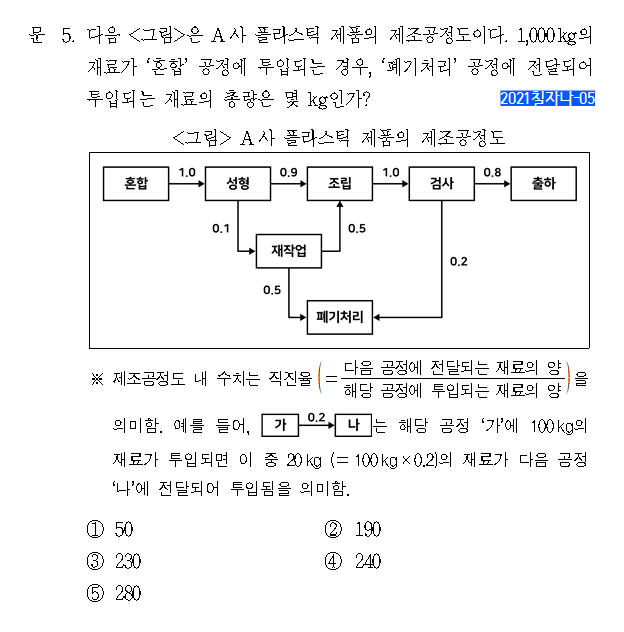 문 5. 다음 <그림>은 A사 플라스틱 제품의 제조공정도이다. 1,000kg의
재료가 '혼합' 공정에 투입되는 경우, '폐기처리' 공정에 전달되어
투입되는 재료의 총량은 몇 kg인가? 2021칠자나-05
<그림> A사 플라스틱 제품의 제조공정도
혼합 1.0 성형 0.9 조립 1.0 검사 0.8 출하
0.1 재작업 0.5 0.2
0.5
폐기처리
※ 제조공정도 내 수치는 직진율(= 다음 공정에 전달되는 재료의 양 / 해당 공정에 투입되는 재료의 양)을
의미함. 예를 들어, 가 0.2 나 는 해당 공정 '가'에 100kg의
재료가 투입되면 이 중 20kg (=100kg×0.2)의 재료가 다음 공정
'나'에 전달되어 투입됨을 의미함.
① 50 ② 190
③ 230 ④ 240
⑤ 280